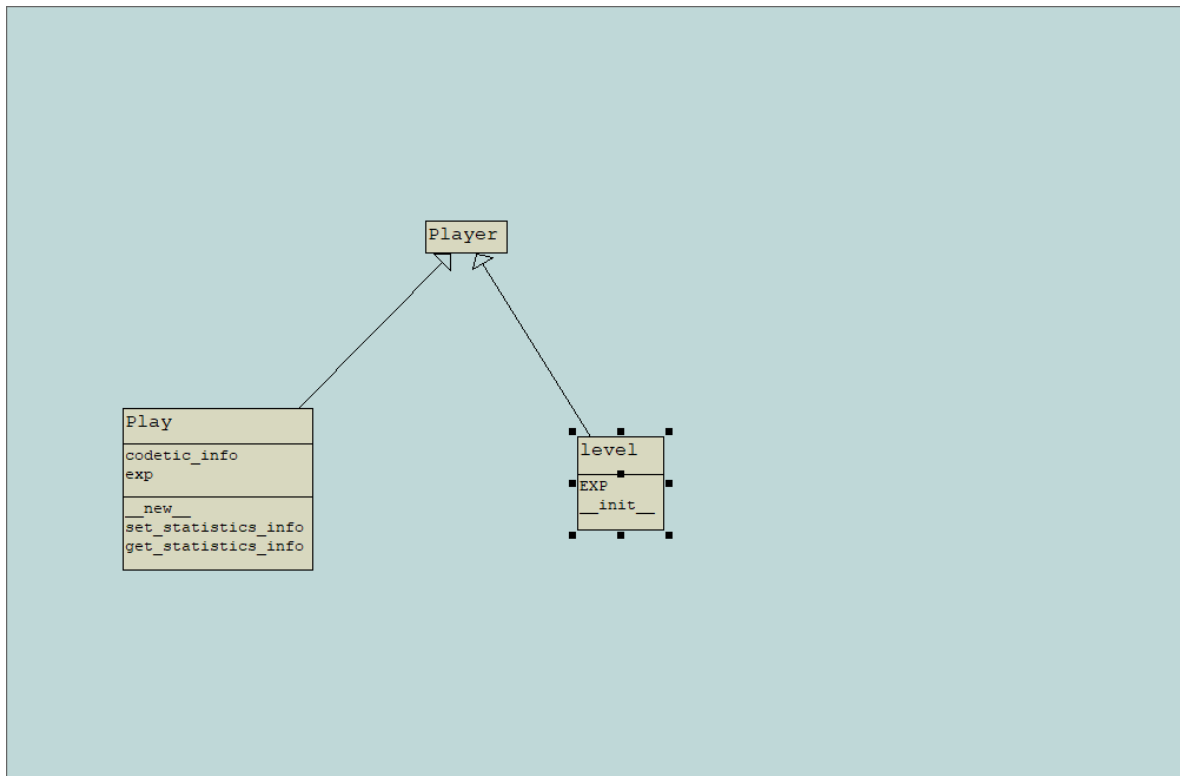 Player
Play
codetic_info
exp
__new__
set_statistics_info
get_statistics_info
level
EXP
__init__